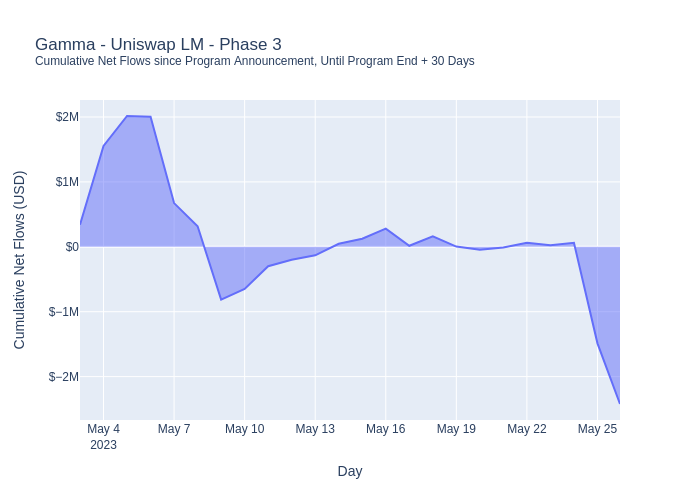 Gamma - Uniswap LM - Phase 3
Cumulative Net Flows since Program Announcement, Until Program End + 30 Days
Cumulative Net Flows (USD)
$2M
$1M
$0
$−1M
$−2M
May 4
2023
May 7
May 10
May 13
May 16
May 19
May 22
May 25
Day